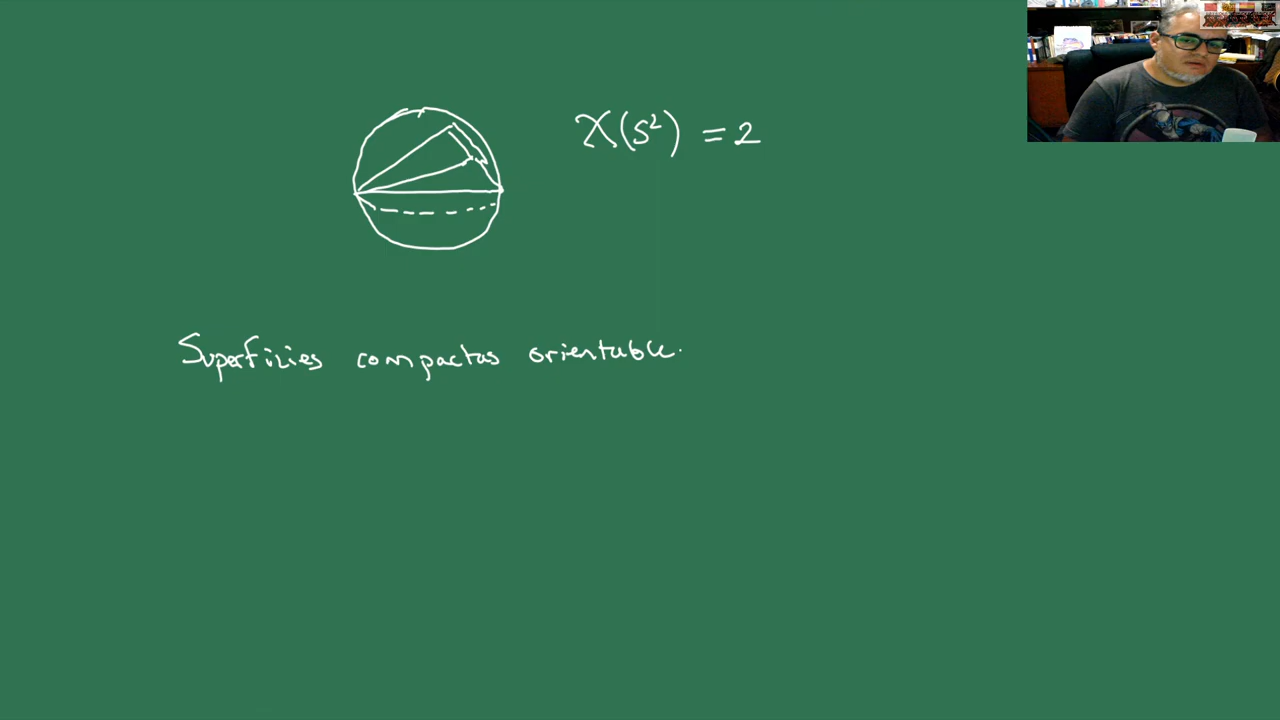 χ(S²) = 2
Superficies compactas orientable.